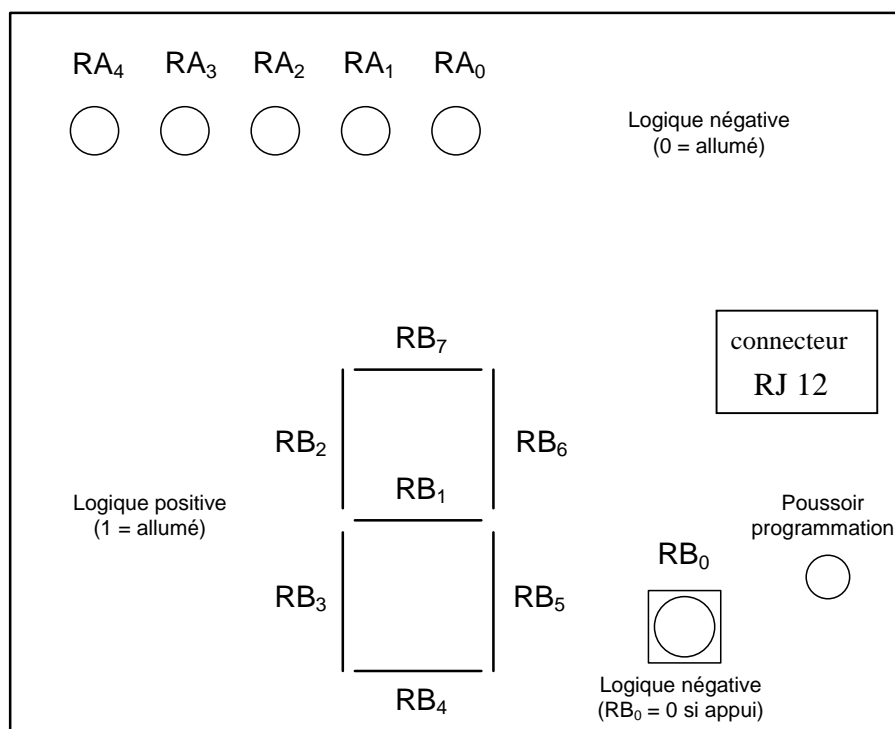 RA₄ RA₃ RA₂ RA₁ RA₀
Logique négative
(0 = allumé)
connecteur
RJ 12
RB₇
RB₂
RB₆
RB₁
Logique positive
(1 = allumé)
Poussoir
programmation
RB₀
RB₃
RB₅
RB₄
Logique négative
(RB₀ = 0 si appui)